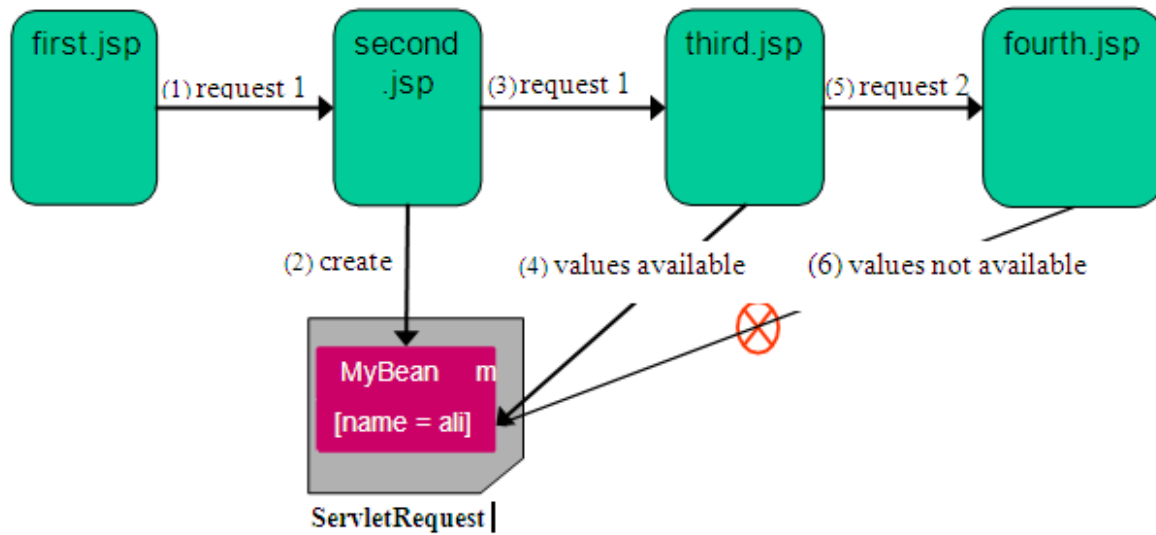 first.jsp
second
.jsp
third.jsp
fourth.jsp
(1) request 1
(3) request 1
(5) request 2
(2) create
(4) values available
(6) values not available
MyBean m
[name = ali]
ServletRequest